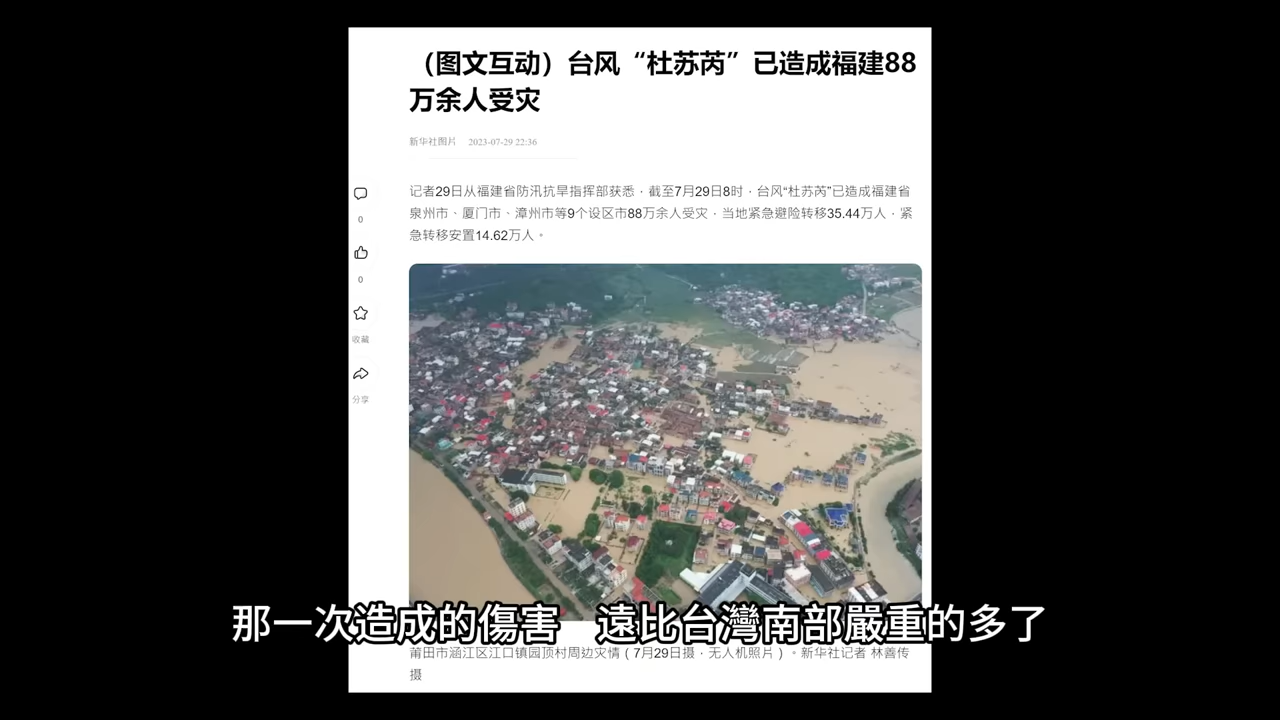 （图文互动）台风“杜苏芮”已造成福建88
万余人受灾
新华社图片 2023-07-29 22:36
记者29日从福建省防汛抗旱指挥部获悉，截至7月29日8时，台风“杜苏芮”已造成福建省
泉州市、厦门市、漳州市等9个设区市88万余人受灾，当地紧急避险转移35.44万人，紧
急转移安置14.62万人。
0
0
收藏
分享
那一次造成的傷害 遠比台灣南部嚴重的多了
莆田市涵江区江口镇园顶村周边灾情（7月29日摄，无人机照片）。新华社记者 林善传
摄